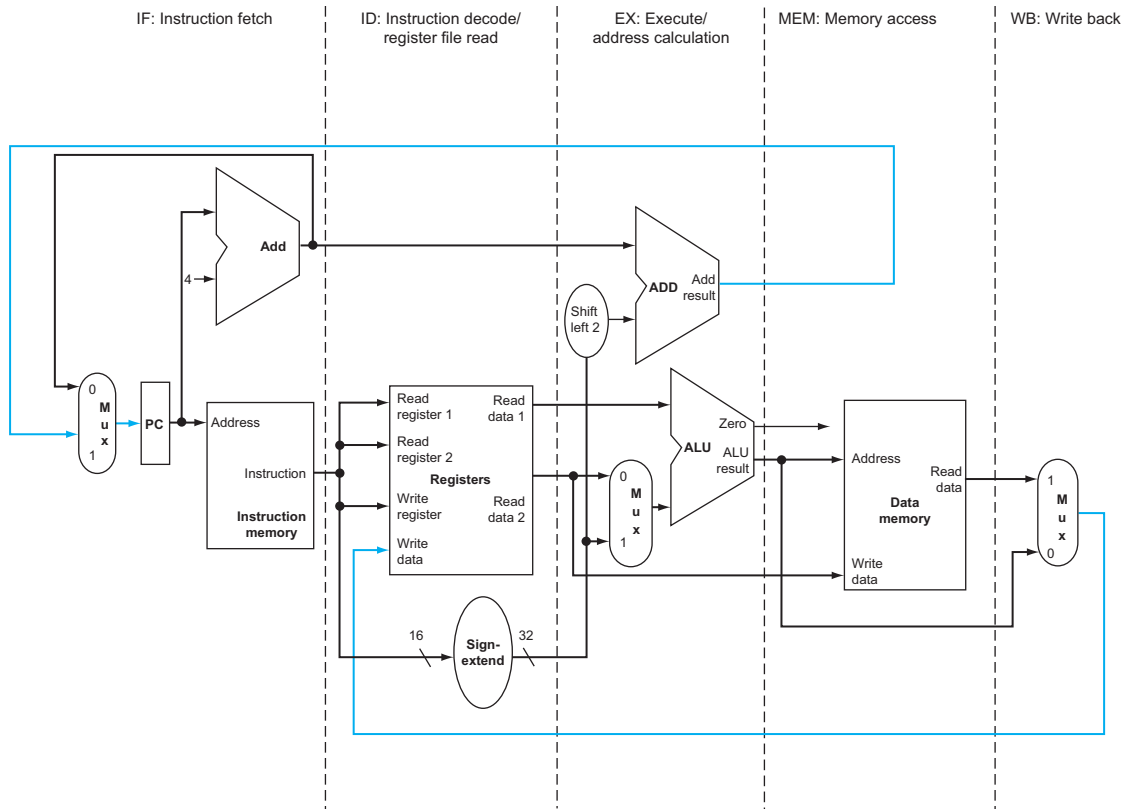 IF: Instruction fetch
ID: Instruction decode/
register file read
EX: Execute/
address calculation
MEM: Memory access
WB: Write back
Add
4
ADD
Add
result
Shift
left 2
0
M
u
x
1
PC
Address
Instruction
Instruction
memory
Read
register 1
Read
register 2
Write
register
Write
data
Registers
Read
data 1
Read
data 2
16
Sign-
extend
32
0
M
u
x
1
ALU
Zero
ALU
result
Address
Write
data
Data
memory
Read
data
1
M
u
x
0